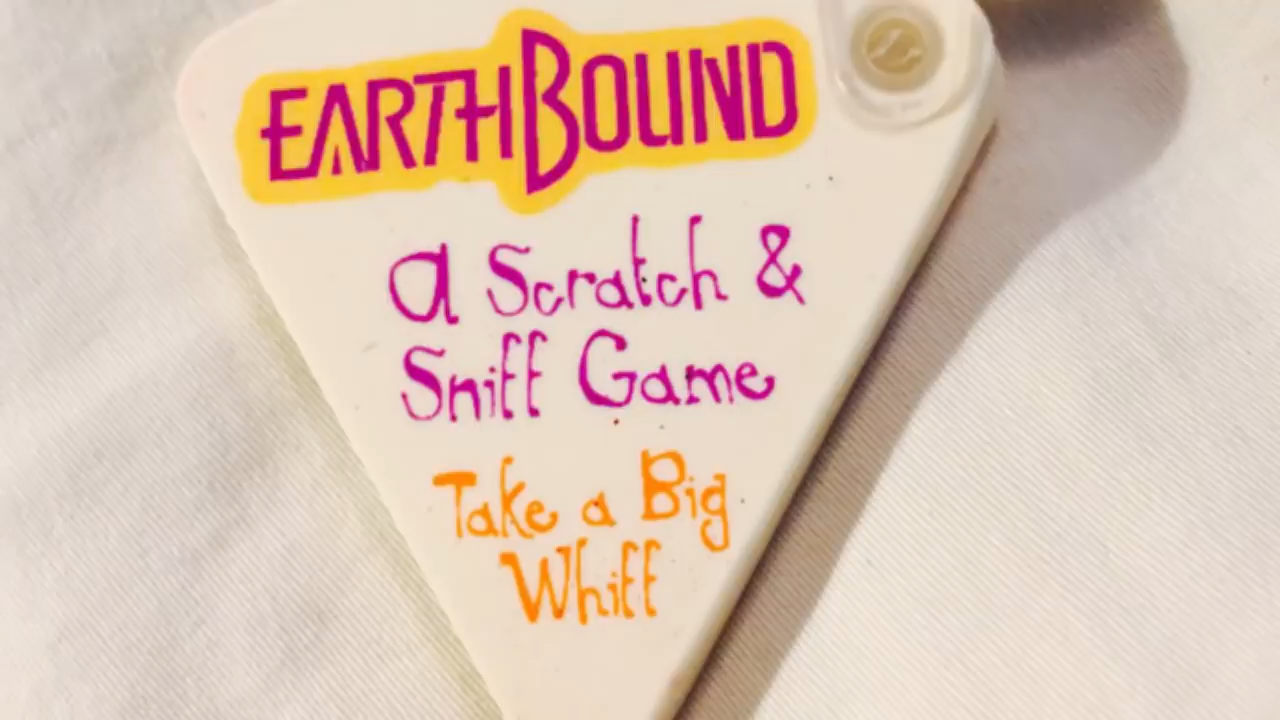 EARTHBOUND
a Scratch &
Sniff Game
Take a Big
Whiff